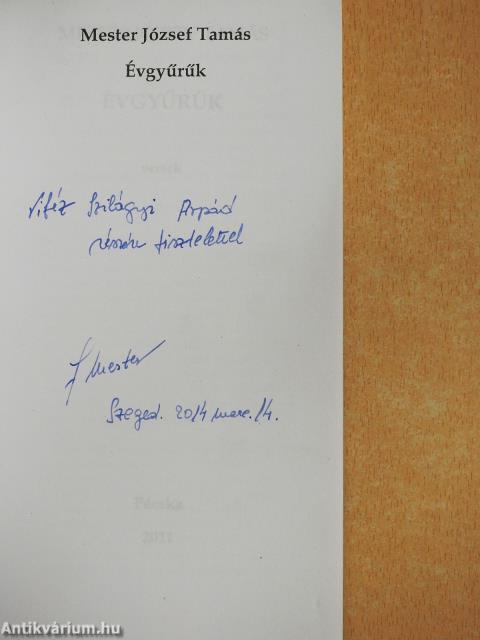 Mester József Tamás
Évgyűrűk
ÉVGYŰRŰK
versek
Vitéz Szilágyi Árpád
részére tisztelettel
J Mester
Szeged. 2014 marc. 14.
Pécska
2011
Antikvárium.hu